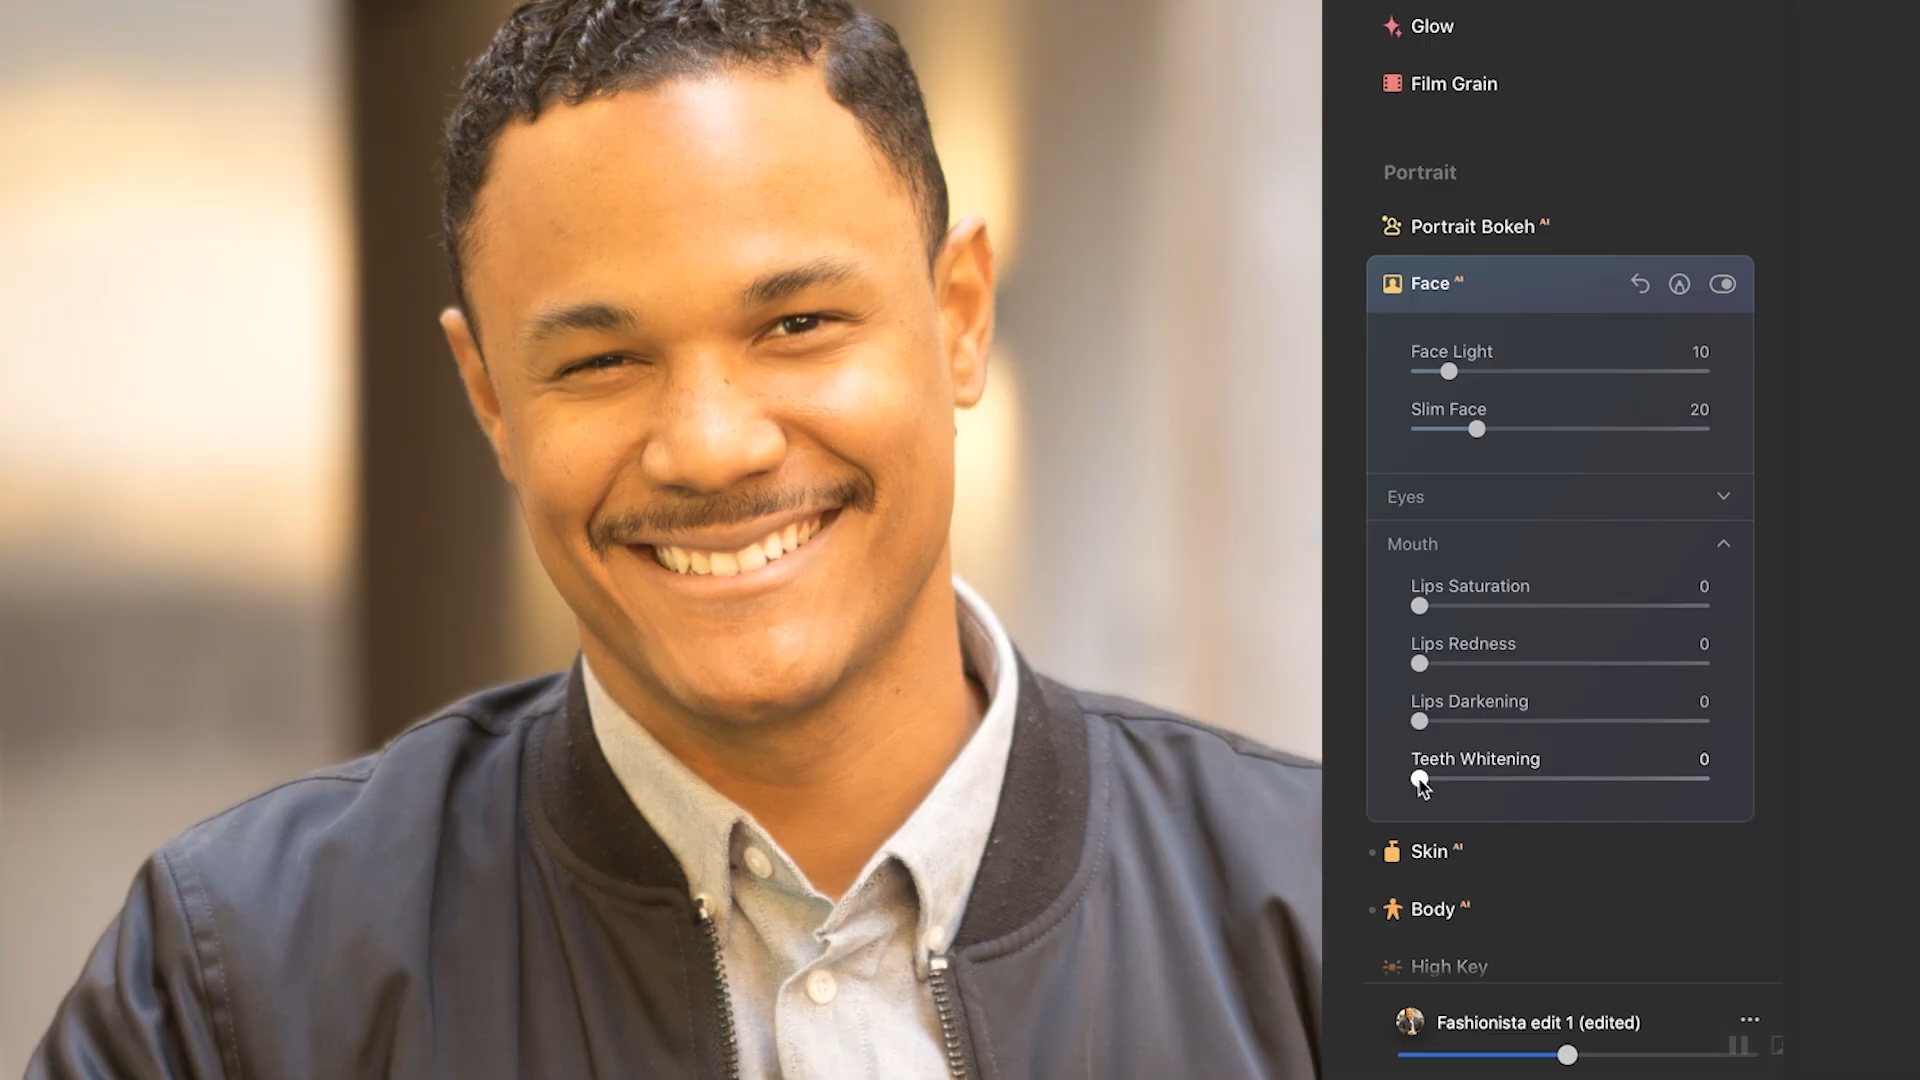 Glow
Film Grain
Portrait
Portrait Bokeh AI
Face AI
Face Light 10
Slim Face 20
Eyes
Mouth
Lips Saturation 0
Lips Redness 0
Lips Darkening 0
Teeth Whitening 0
Skin AI
Body AI
High Key
Fashionista edit 1 (edited)